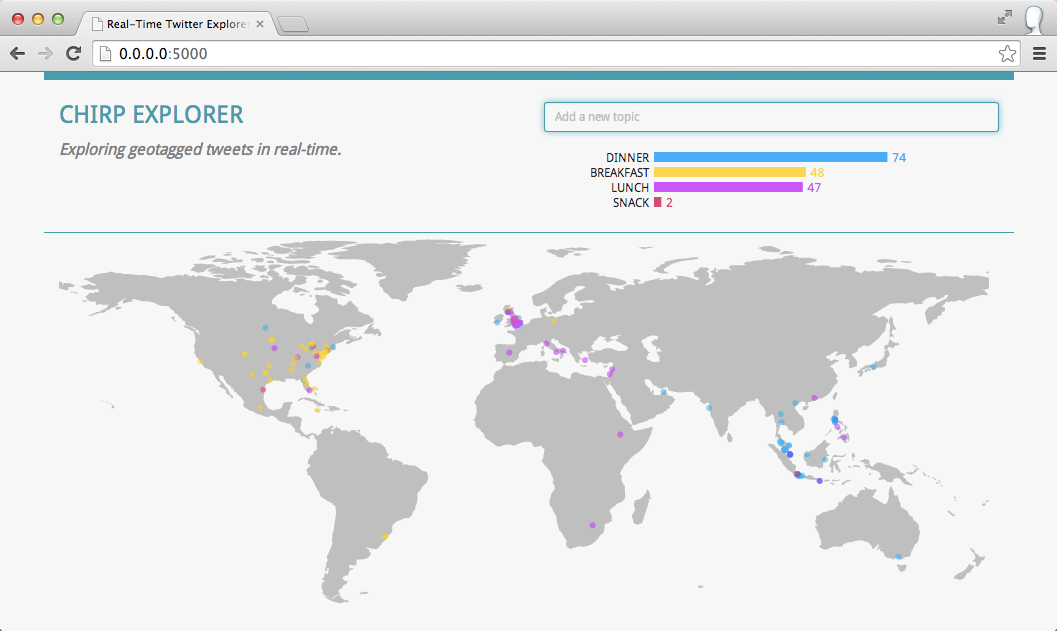 Real-Time Twitter Explorer
0.0.0.0:5000
CHIRP EXPLORER
Exploring geotagged tweets in real-time.
Add a new topic
DINNER 74
BREAKFAST 48
LUNCH 47
SNACK 2